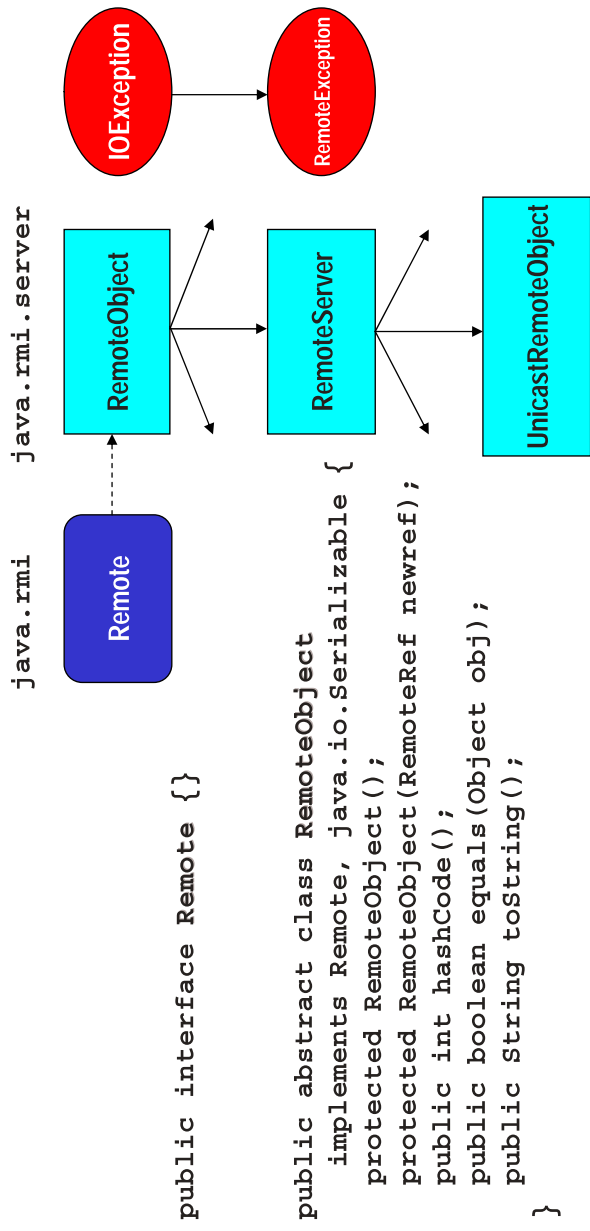 java.rmi
java.rmi.server
Remote
RemoteObject
IOException
public interface Remote {}
RemoteServer
RemoteException
public abstract class RemoteObject
implements Remote, java.io.Serializable {
protected RemoteObject();
protected RemoteObject(RemoteRef newref);
public int hashCode();
public boolean equals(Object obj);
public String toString();
}
UnicastRemoteObject